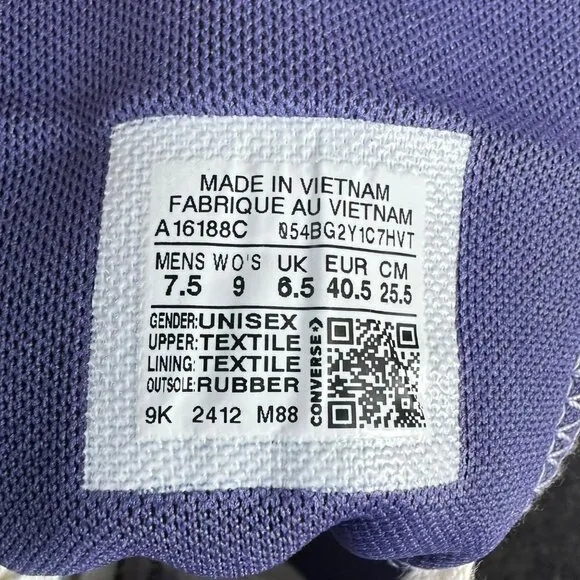 MADE IN VIETNAM
FABRIQUE AU VIETNAM
A16188C 054BG2Y1C7HVT
MENS WO'S UK EUR CM
7.5 9 6.5 40.5 25.5
GENDER:UNISEX
UPPER:TEXTILE
LINING:TEXTILE
OUTSOLE:RUBBER
CONVERSE
9K 2412 M88